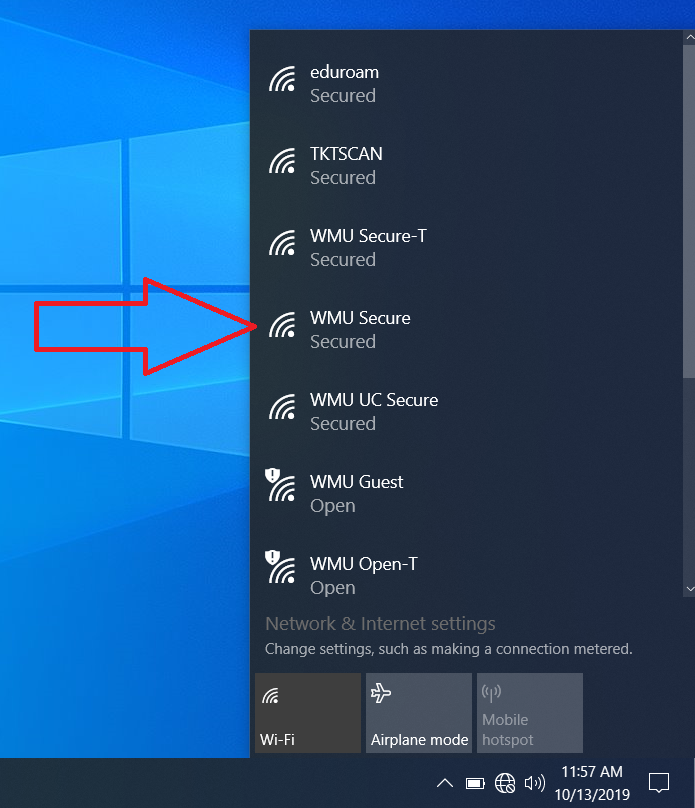 eduroam
Secured
TKTSCAN
Secured
WMU Secure-T
Secured
WMU Secure
Secured
WMU UC Secure
Secured
WMU Guest
Open
WMU Open-T
Open
Network & Internet settings
Change settings, such as making a connection metered.
Wi-Fi
Airplane mode
Mobile
hotspot
11:57 AM
10/13/2019